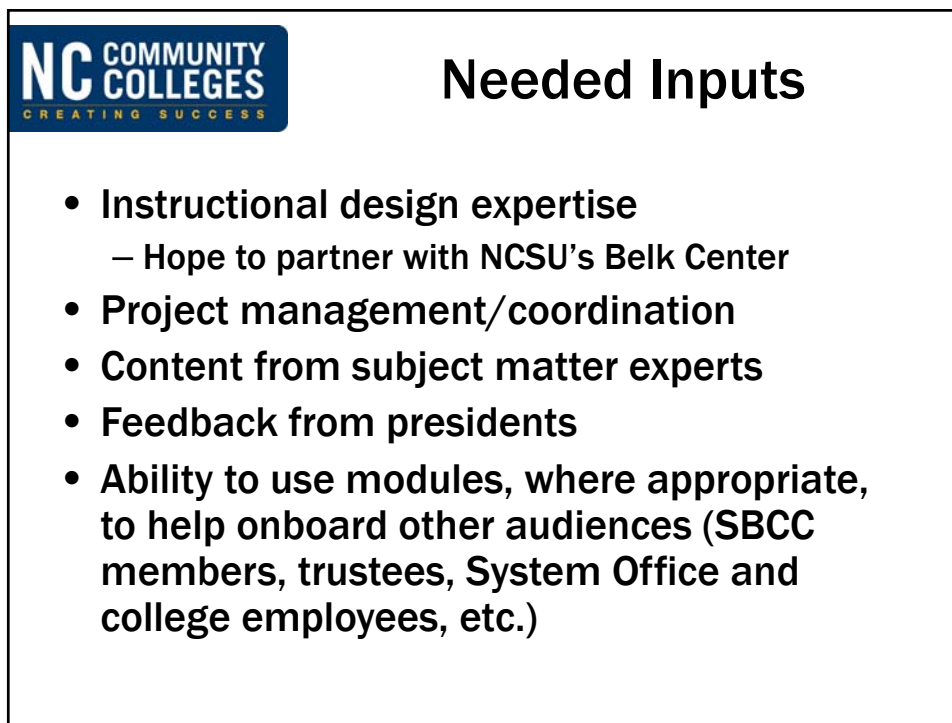 NC COMMUNITY COLLEGES
CREATING SUCCESS
Needed Inputs
• Instructional design expertise
– Hope to partner with NCSU's Belk Center
• Project management/coordination
• Content from subject matter experts
• Feedback from presidents
• Ability to use modules, where appropriate,
to help onboard other audiences (SBCC
members, trustees, System Office and
college employees, etc.)